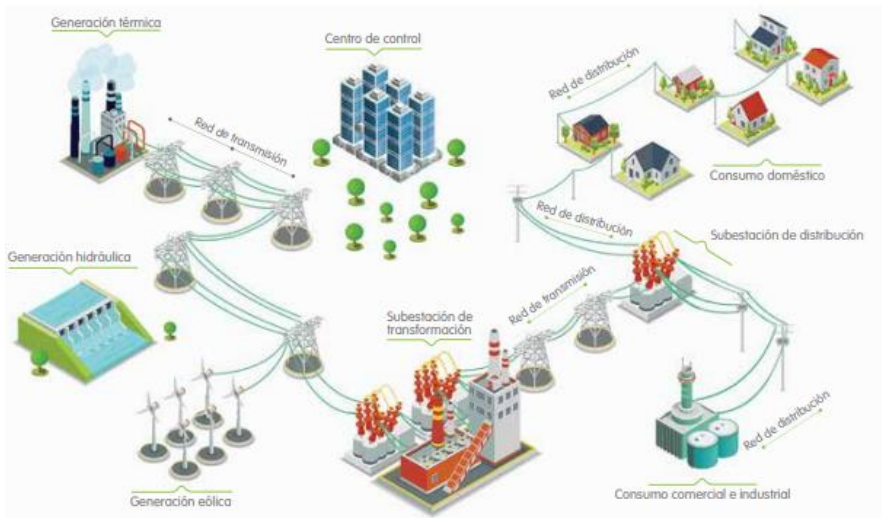 Generación térmica
Centro de control
Red de transmisión
Red de distribución
Consumo doméstico
Red de distribución
Subestación de distribución
Generación hidráulica
Subestación de
transformación
Red de transmisión
Red de distribución
Generación eólica
Consumo comercial e industrial